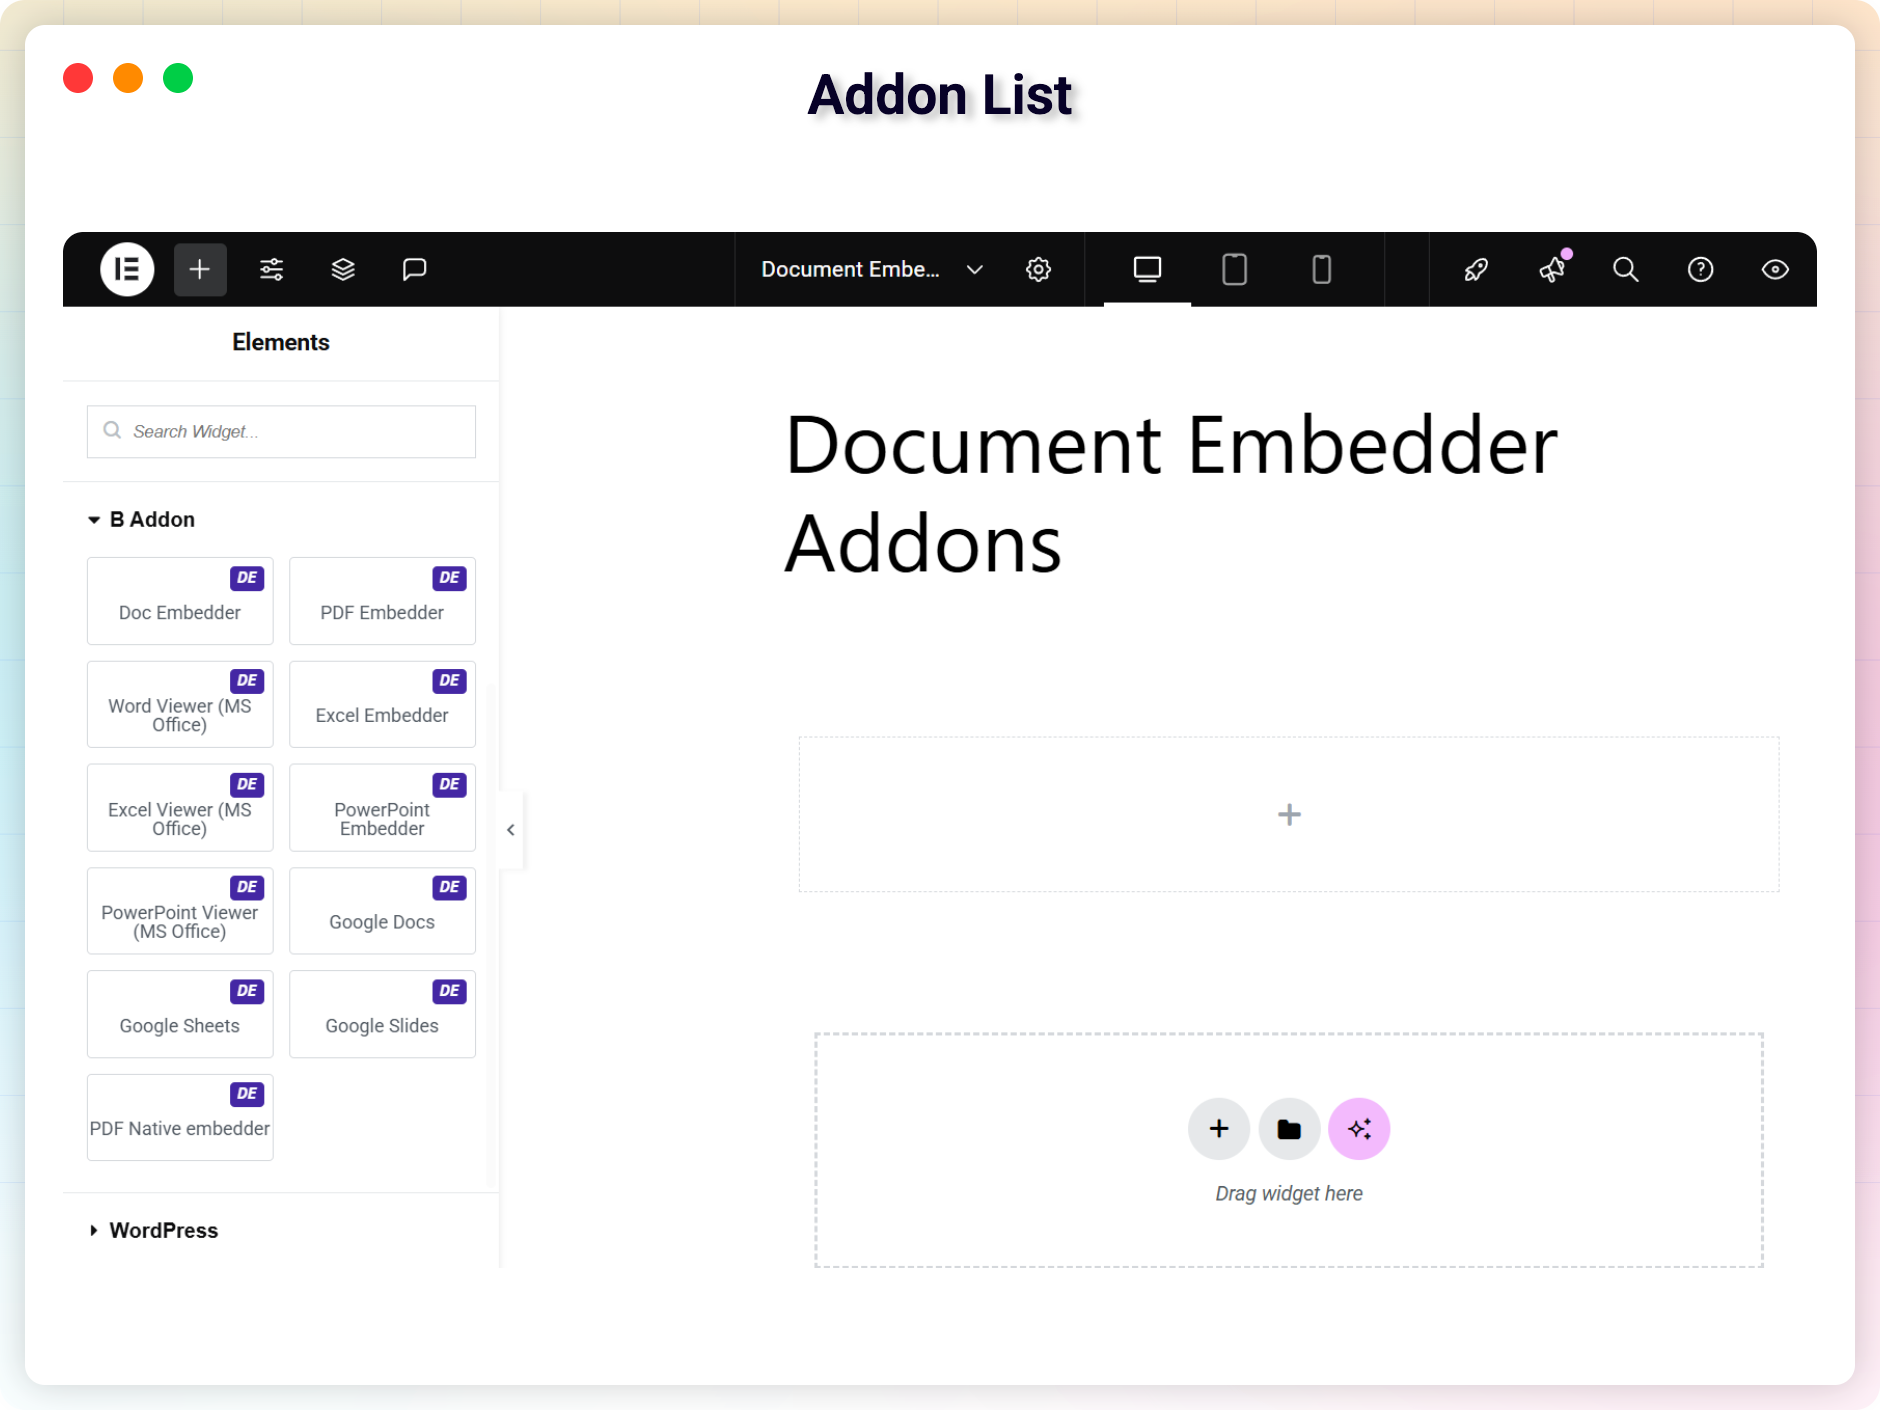 Addon List
Document Embe...
Elements
Search Widget...
B Addon
DE
Doc Embedder
DE
PDF Embedder
DE
Word Viewer (MS
Office)
DE
Excel Embedder
DE
Excel Viewer (MS
Office)
DE
PowerPoint
Embedder
DE
PowerPoint Viewer
(MS Office)
DE
Google Docs
DE
Google Sheets
DE
Google Slides
DE
PDF Native embedder
WordPress
Document Embedder
Addons
Drag widget here